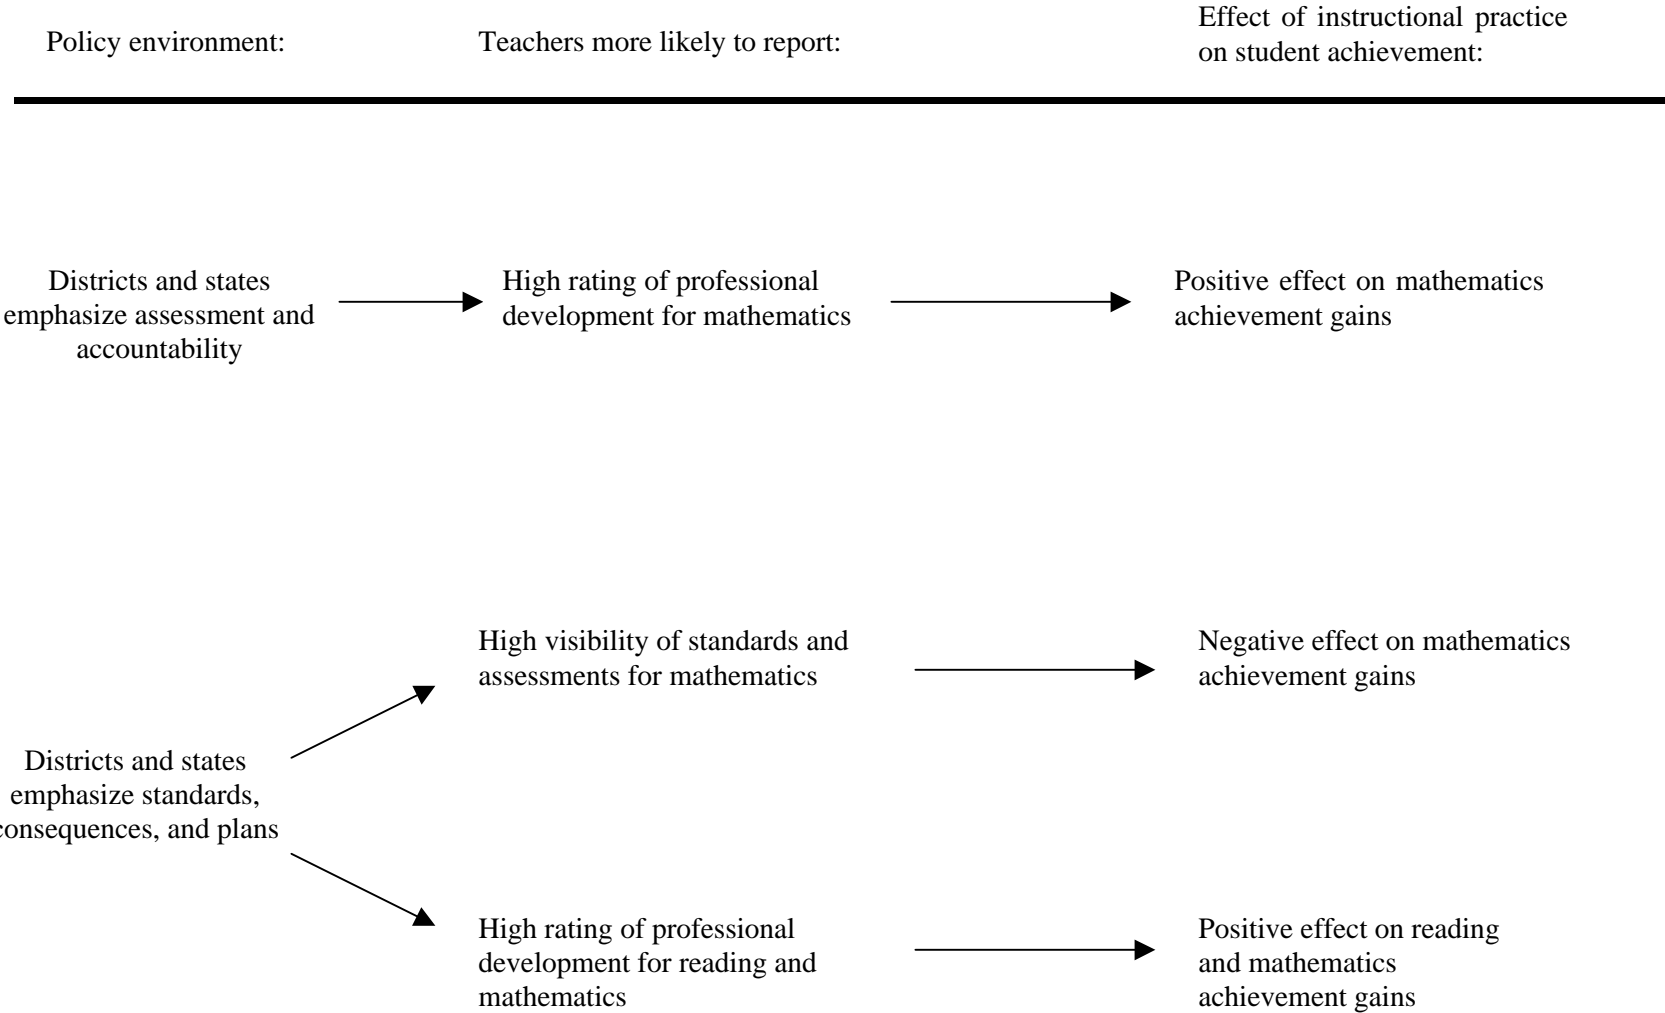 Policy environment:
Teachers more likely to report:
Effect of instructional practice
on student achievement:
Districts and states
emphasize assessment and
accountability
High rating of professional
development for mathematics
Positive effect on mathematics
achievement gains
Districts and states
emphasize standards,
consequences, and plans
High visibility of standards and
assessments for mathematics
Negative effect on mathematics
achievement gains
High rating of professional
development for reading and
mathematics
Positive effect on reading
and mathematics
achievement gains